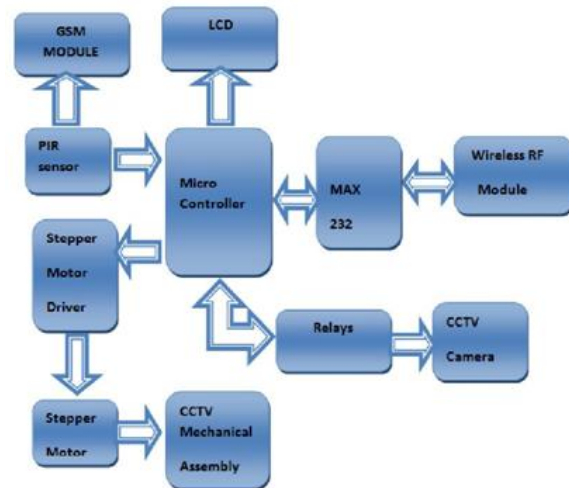 GSM
MODULE
LCD
PIR
sensor
Micro
Controller
MAX
232
Wireless RF
Module
Stepper
Motor
Driver
Relays
CCTV
Camera
Stepper
Motor
CCTV
Mechanical
Assembly